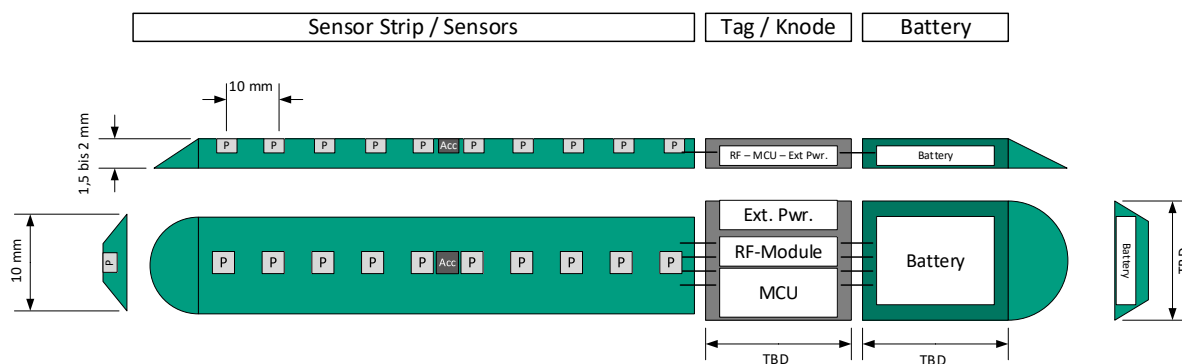 Sensor Strip / Sensors
Tag / Knode
Battery
10 mm
1,5 bis 2 mm
P P P P P Acc P P P P P
RF – MCU – Ext Pwr.
Battery
10 mm
P
P P P P P Acc P P P P P
Ext. Pwr.
RF-Module
MCU
Battery
Battery
TBD
TBD
TBD